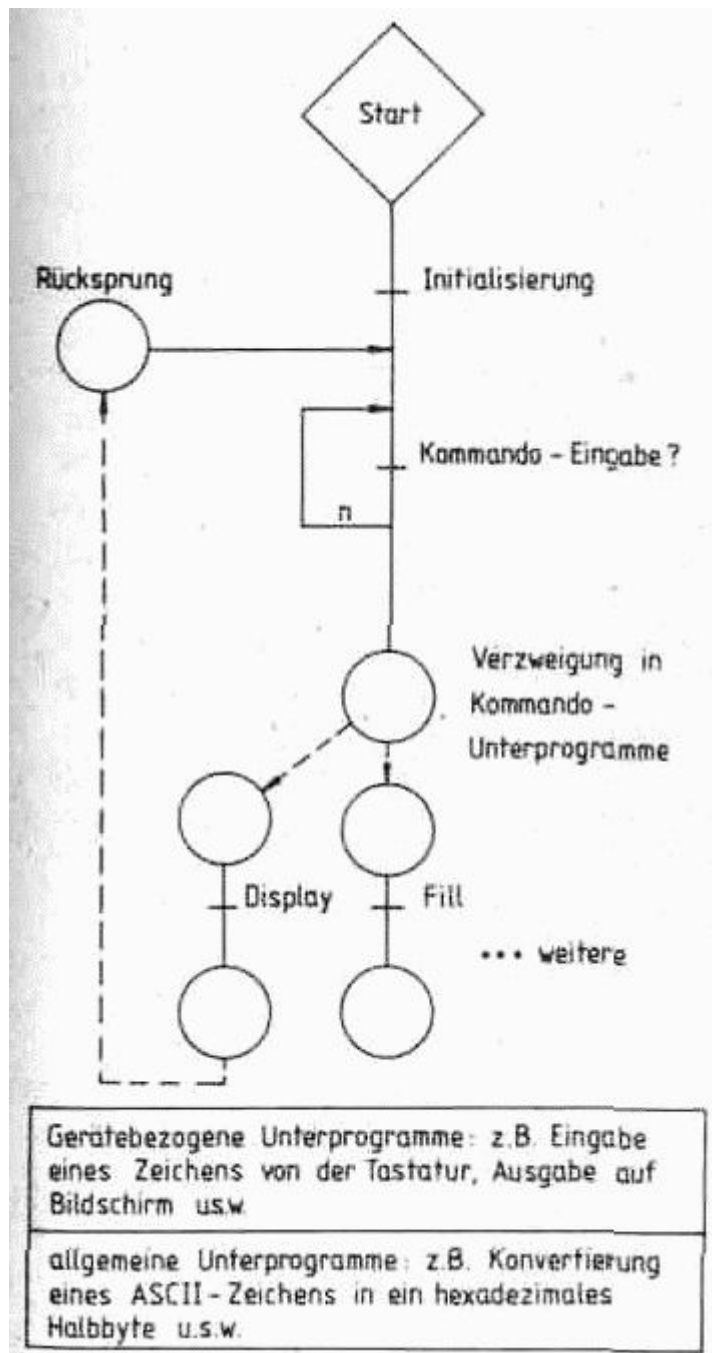 Start
Initialisierung
Rücksprung
Kommando - Eingabe?
n
Verzweigung in
Kommando -
Unterprogramme
Display
Fill
••• weitere
Gerätebezogene Unterprogramme: z.B. Eingabe
eines Zeichens von der Tastatur, Ausgabe auf
Bildschirm usw.
allgemeine Unterprogramme: z.B. Konvertierung
eines ASCII - Zeichens in ein hexadezimales
Halbbyte u.s.w.